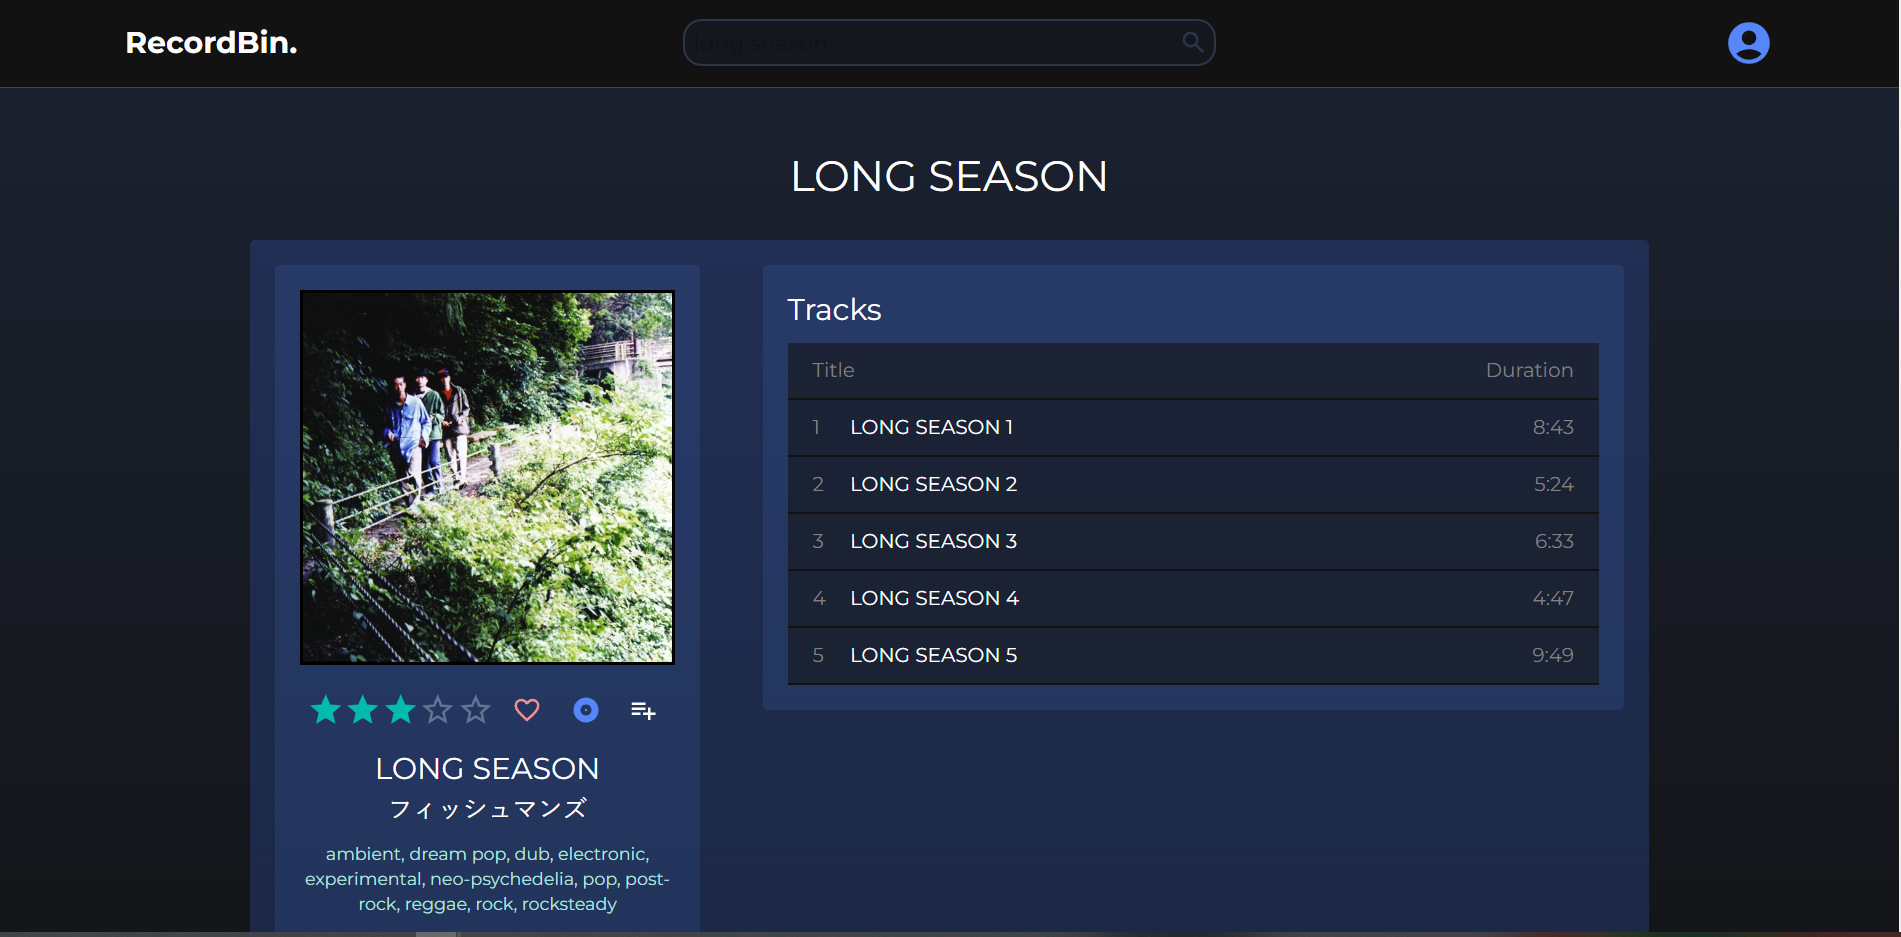 RecordBin.
long season
LONG SEASON
Tracks
Title Duration
1 LONG SEASON 1 8:43
2 LONG SEASON 2 5:24
3 LONG SEASON 3 6:33
4 LONG SEASON 4 4:47
5 LONG SEASON 5 9:49
LONG SEASON
フィッシュマンズ
ambient, dream pop, dub, electronic,
experimental, neo-psychedelia, pop, post-
rock, reggae, rock, rocksteady